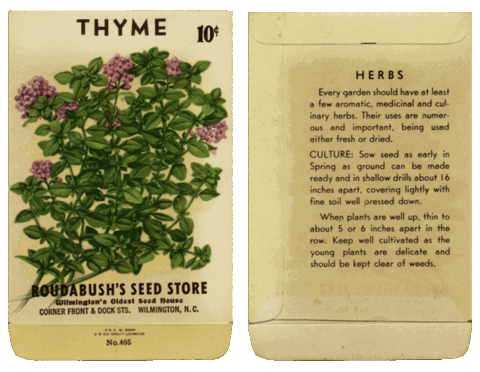 THYME
10¢
ROUDABUSH'S SEED STORE
Wilmington's Oldest Seed House
CORNER FRONT & DOCK STS. WILMINGTON, N.C.
No.405
HERBS
Every garden should have at least
a few aromatic, medicinal and cul-
inary herbs. Their uses are numer-
ous and important, being used
either fresh or dried.
CULTURE: Sow seed as early in
Spring as ground can be made
ready and in shallow drills about 16
inches apart, covering lightly with
fine soil well pressed down.
When plants are well up, thin to
about 5 or 6 inches apart in the
row. Keep well cultivated as the
young plants are delicate and
should be kept clear of weeds.